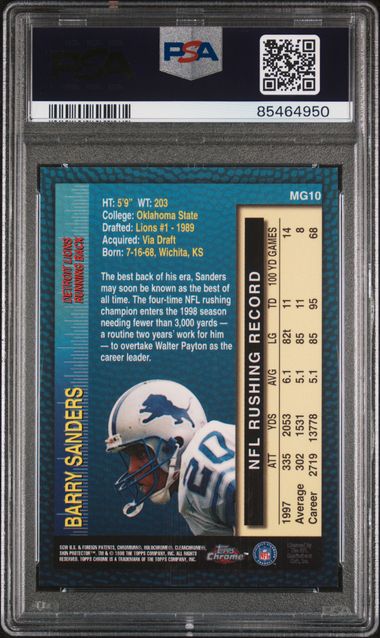 PSA
85464950
MG10
HT: 5'9" WT: 203
College: Oklahoma State
Drafted: Lions #1 - 1989
Acquired: Via Draft
Born: 7-16-68, Wichita, KS
The best back of his era, Sanders
may soon be known as the best of
all time. The four-time NFL rushing
champion enters the 1998 season
needing fewer than 3,000 yards —
a routine two years' work for him
— to overtake Walter Payton as the
career leader.
BARRY SANDERS
DETROIT LIONS
RUNNING BACK
NFL RUSHING RECORD
ATT YDS AVG LG TD 100 YD GAMES
1997 335 2053 6.1 82t 11 14
Average 302 1531 5.1 85 11 8
Career 2719 13778 5.1 85 95 68
20
Topps
Chrome
NFL